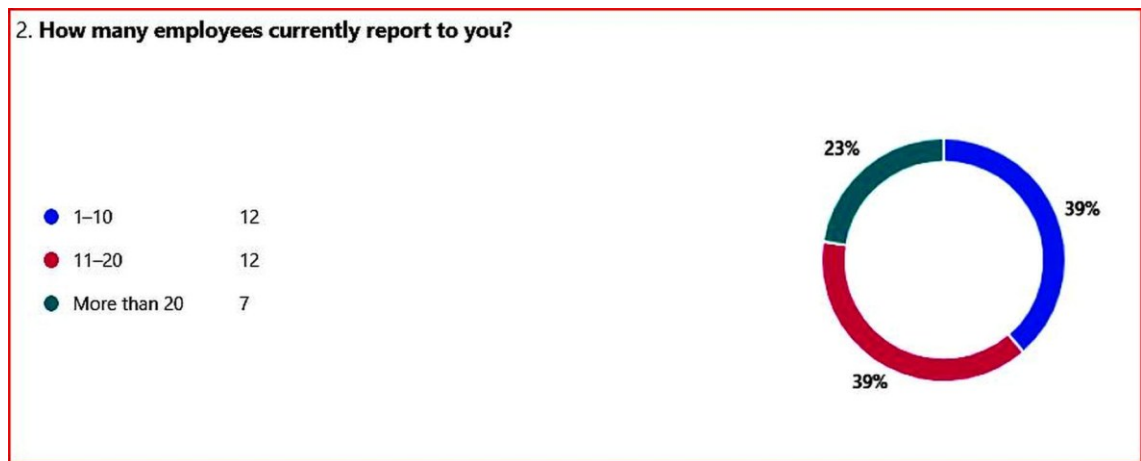 2. How many employees currently report to you?
23%
39%
1–10 12
11–20 12
More than 20 7
39%